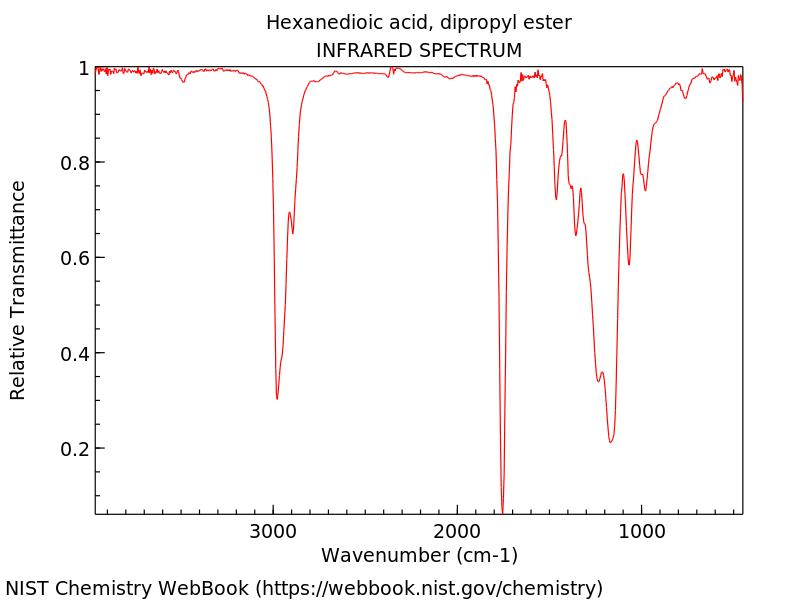 Hexanedioic acid, dipropyl ester
INFRARED SPECTRUM
1
0.8
0.6
0.4
0.2
Relative Transmittance
3000 2000 1000
Wavenumber (cm-1)
NIST Chemistry WebBook (https://webbook.nist.gov/chemistry)